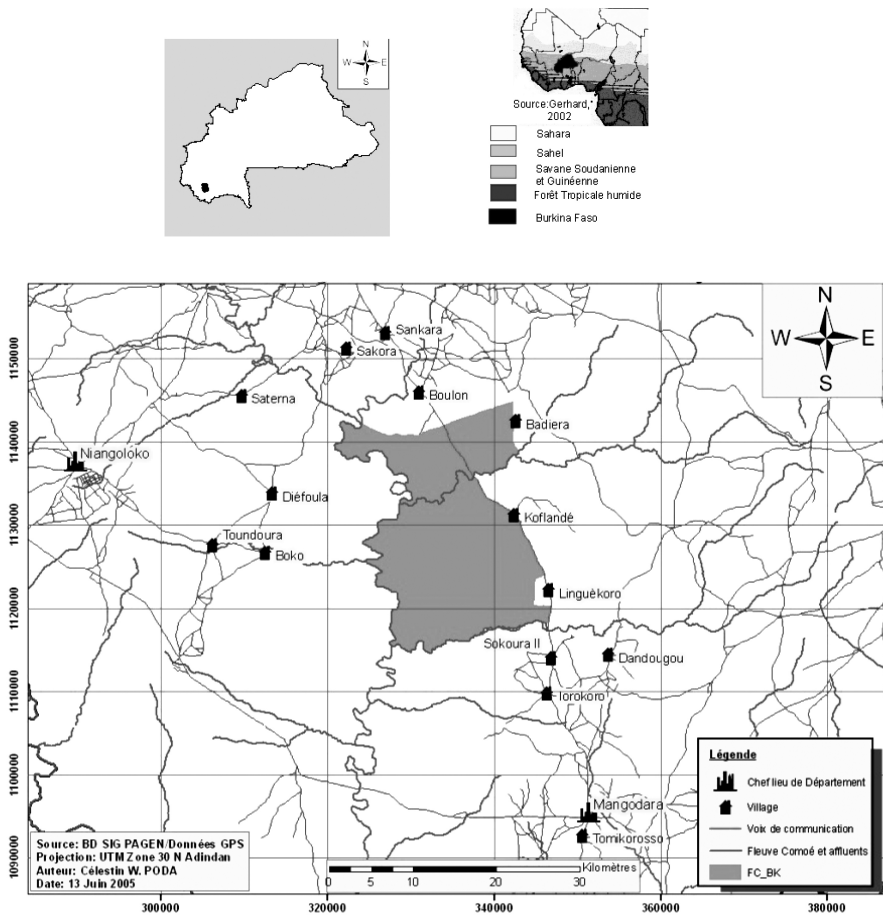 N
W E
S
Source:Gerhard,"
2002
Sahara
Sahel
Savane Soudanienne
et Guinéenne
Forêt Tropicale humide
Burkina Faso
N
W E
S
Sankara
Sakora
Saterna
Boulon
Badiera
Niangoloko
Diéfoula
Koflandé
Toundoura
Boko
Linguèkoro
Sokoura II
Dandougou
Torokoro
Mangodara
Tomikorosso
1150000
1140000
1130000
1120000
1110000
1100000
1090000
Légende
Chef lieu de Département
Village
Voix de communication
Fleuve Comoé et affluents
FC_BK
Source: BD SIG PAGEN/Données GPS
Projection: UTM Zone 30 N Adindan
Auteur: Célestin W. PODA
Date: 13 Juin 2005
Kilomètres
0 5 10 20 30
300000 320000 340000 360000 380000